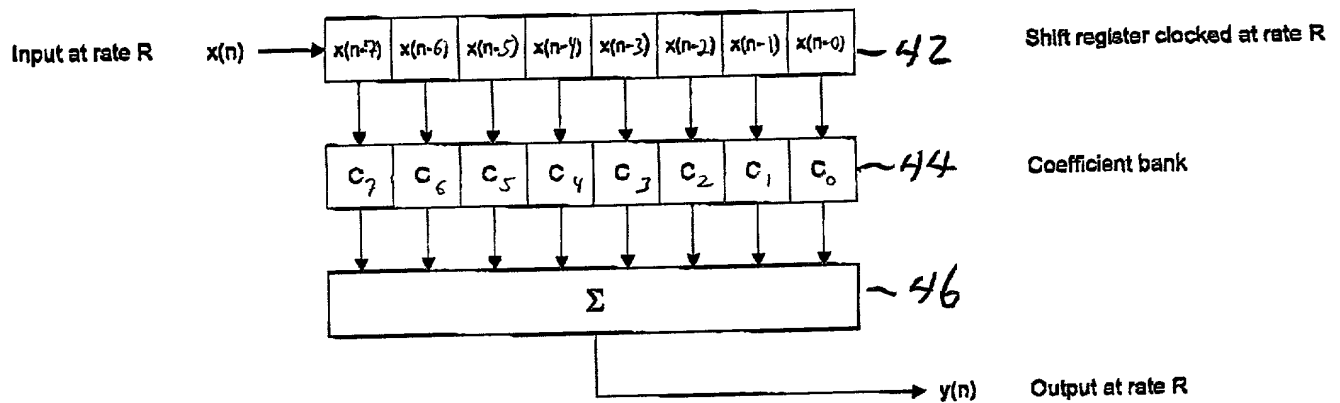 Input at rate R x(n) x(n-7) x(n-6) x(n-5) x(n-4) x(n-3) x(n-2) x(n-1) x(n-0) ~42 Shift register clocked at rate R
C7 C6 C5 C4 C3 C2 C1 C0 ~44 Coefficient bank
Σ ~46
y(n) Output at rate R